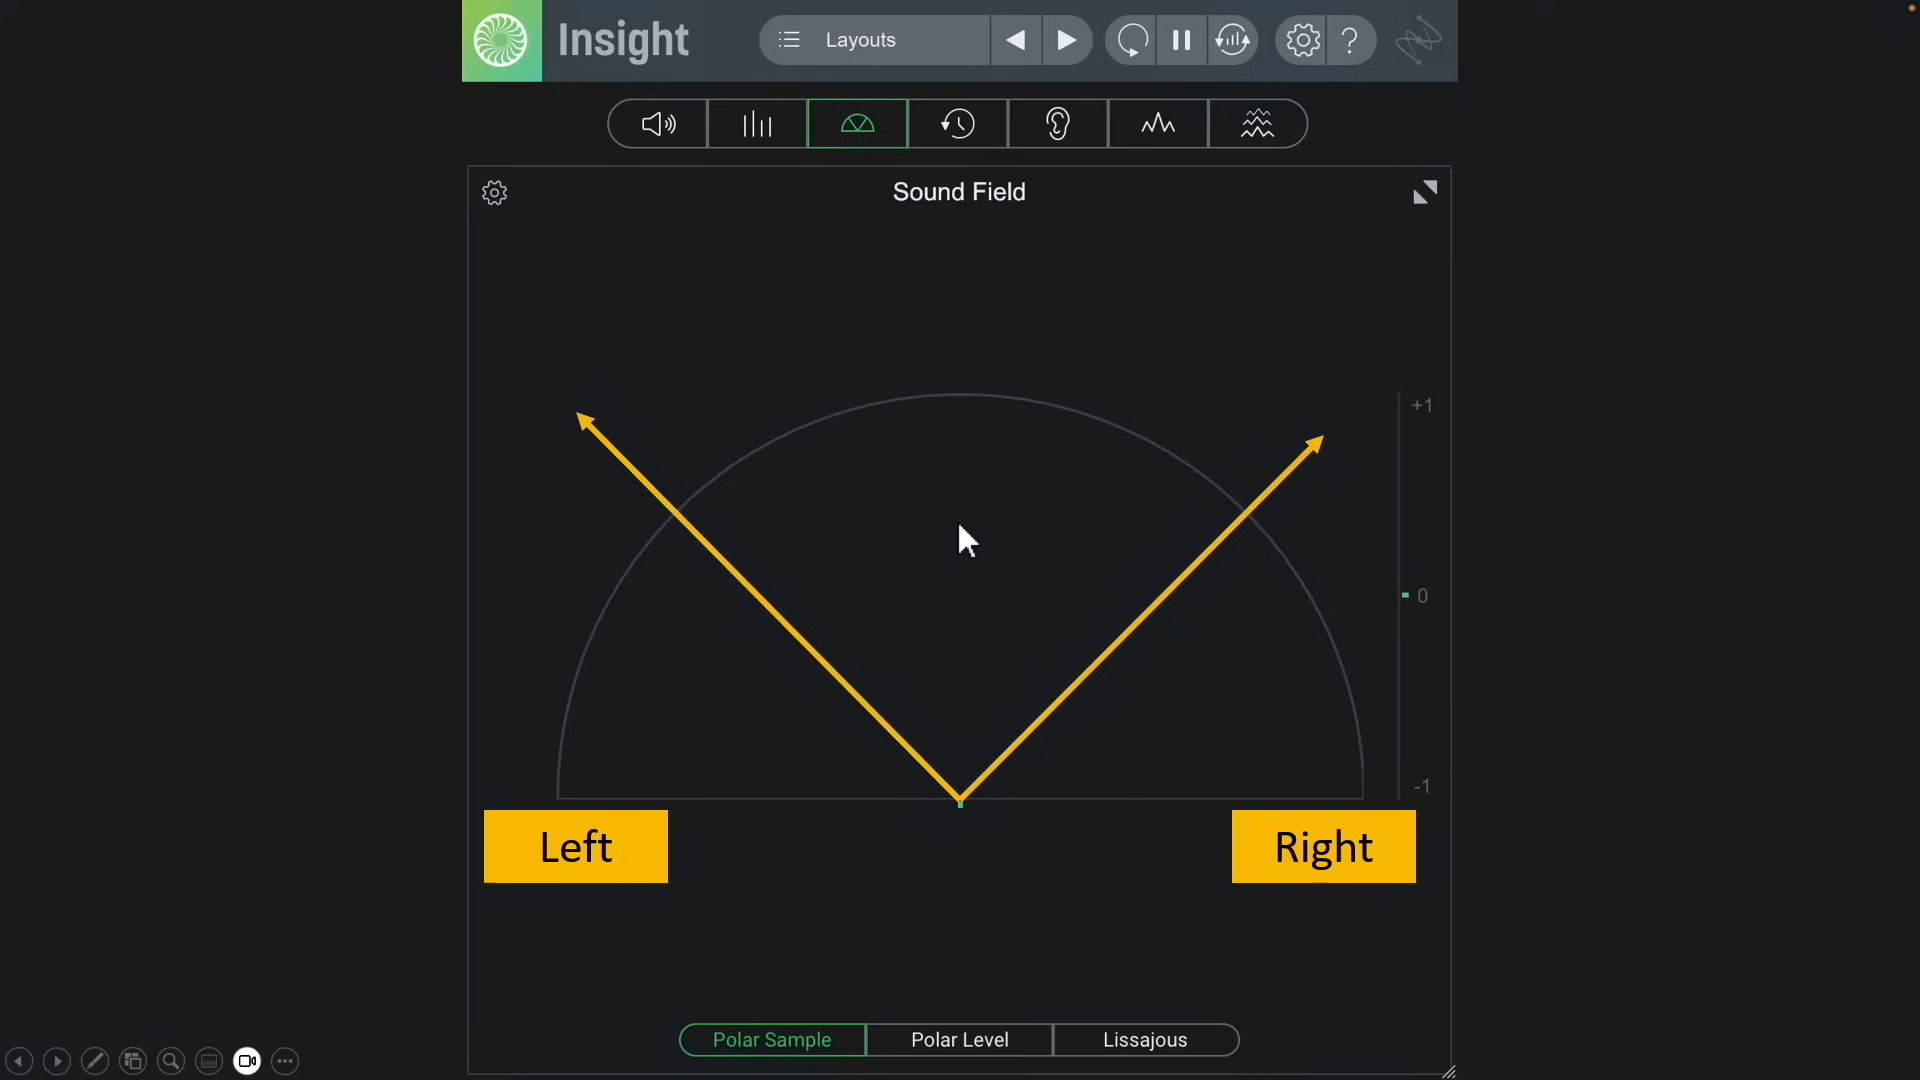 Insight
Layouts
?
Sound Field
+1
0
-1
Left
Right
Polar Sample
Polar Level
Lissajous